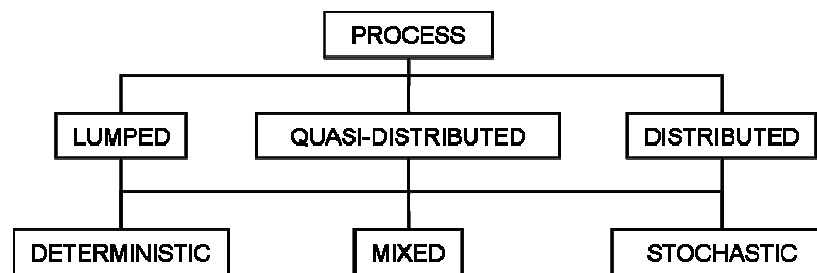 PROCESS
LUMPED QUASI-DISTRIBUTED DISTRIBUTED
DETERMINISTIC MIXED STOCHASTIC